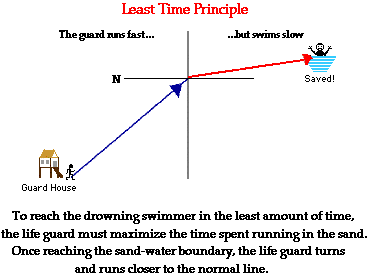 Least Time Principle
The guard runs fast... ...but swims slow
N
Saved!
Guard House
To reach the drowning swimmer in the least amount of time,
the life guard must maximize the time spent running in the sand.
Once reaching the sand-water boundary, the life guard turns
and runs closer to the normal line.